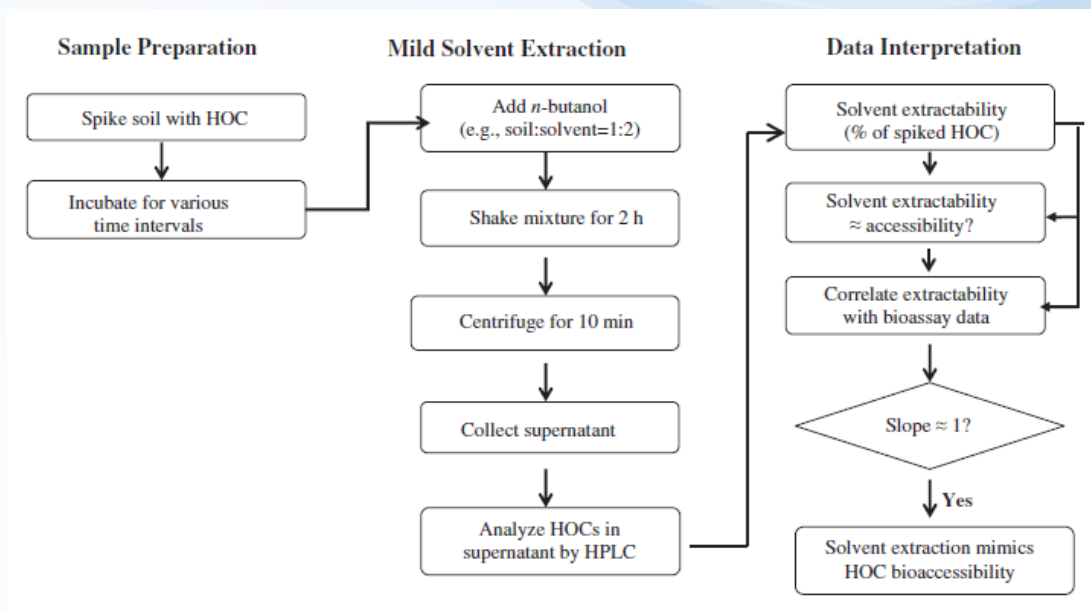 Sample Preparation
Spike soil with HOC
Incubate for various
time intervals
Mild Solvent Extraction
Add n-butanol
(e.g., soil:solvent=1:2)
Shake mixture for 2 h
Centrifuge for 10 min
Collect supernatant
Analyze HOCs in
supernatant by HPLC
Data Interpretation
Solvent extractability
(% of spiked HOC)
Solvent extractability
≈ accessibility?
Correlate extractability
with bioassay data
Slope ≈ 1?
Yes
Solvent extraction mimics
HOC bioaccessibility